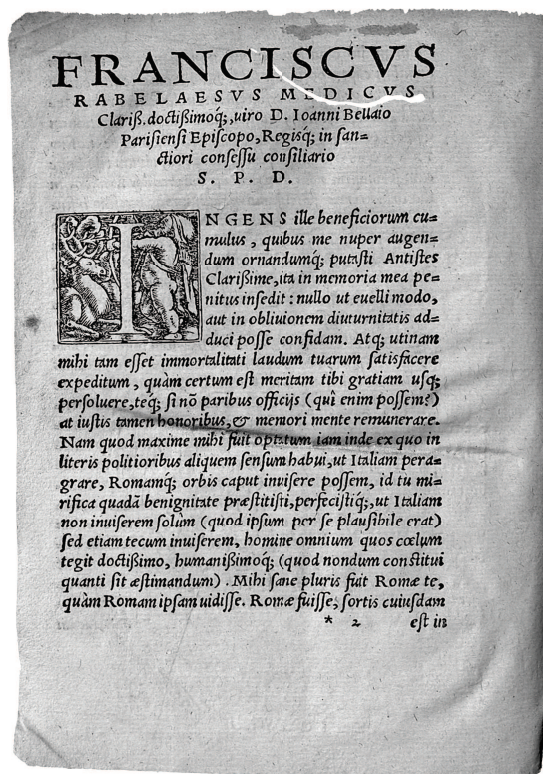 FRANCISCVS
RABELAESVS MEDICVS
Clariſſ. doctiſſimoq́;, uiro D. Ioanni Bellaio
Pariſienſi Epiſcopo, Regisq́; in ſan=
ctiori conſeſſu conſiliario
S. P. D.
INGENS ille beneficiorum cu=
mulus, quibus me nuper augen=
dum ornandumq́; putaſti Antiſtes
Clariſſime, ita in memoria mea pe=
nitus inſedit : nullo ut euelli modo,
aut in obliuionem diuturnitatis ad=
duci poſſe confidam. Atq; utinam
mihi tam eſſet immortalitati laudum tuarum ſatisfacere
expeditum, quàm certum eſt meritam tibi gratiam uſq;
perſoluere, teq́; ſi nõ paribus officijs (quî enim poſſem?)
at iuſtis tamen honoribus, & memori mente remunerare.
Nam quod maxime mihi fuit optatum iam inde ex quo in
literis politioribus aliquem ſenſum habui, ut Italiam pera=
grare, Romamq́; orbis caput inuiſere poſſem, id tu mi=
rifica quadã benignitate præſtitiſti, perfeciſtiq́;, ut Italiam
non inuiſerem ſolùm (quod ipſum per ſe plauſibile erat)
ſed etiam tecum inuiſerem, homine omnium quos cœlum
tegit doctiſſimo, humaniſſimoq́; (quod nondum conſtitui
quanti ſit æſtimandum). Mihi ſane pluris fuit Romæ te,
quàm Romam ipſam uidiſſe. Romæ fuiſſe, ſortis cuiuſdam
* 2 eſt in